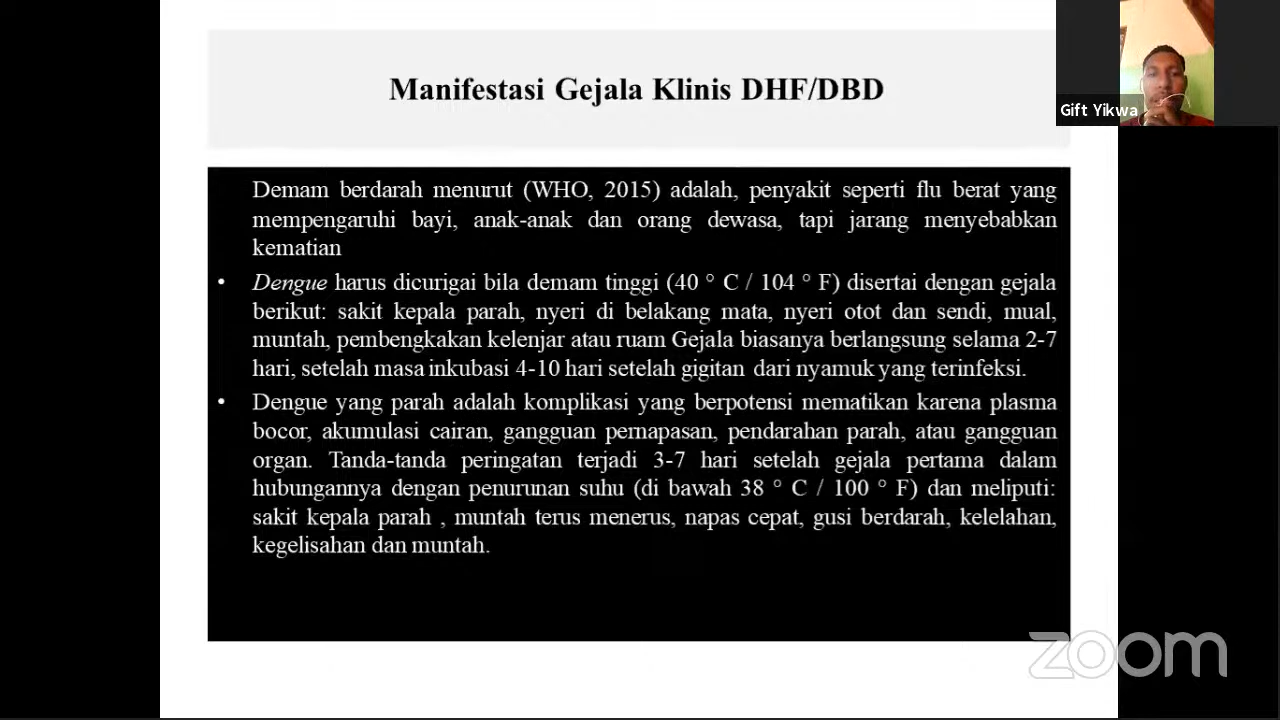 Manifestasi Gejala Klinis DHF/DBD
Gift Yikwa
Demam berdarah menurut (WHO, 2015) adalah, penyakit seperti flu berat yang
mempengaruhi bayi, anak-anak dan orang dewasa, tapi jarang menyebabkan
kematian
• Dengue harus dicurigai bila demam tinggi (40 ° C / 104 ° F) disertai dengan gejala
berikut: sakit kepala parah, nyeri di belakang mata, nyeri otot dan sendi, mual,
muntah, pembengkakan kelenjar atau ruam Gejala biasanya berlangsung selama 2-7
hari, setelah masa inkubasi 4-10 hari setelah gigitan dari nyamuk yang terinfeksi.
• Dengue yang parah adalah komplikasi yang berpotensi mematikan karena plasma
bocor, akumulasi cairan, gangguan pernapasan, pendarahan parah, atau gangguan
organ. Tanda-tanda peringatan terjadi 3-7 hari setelah gejala pertama dalam
hubungannya dengan penurunan suhu (di bawah 38 ° C / 100 ° F) dan meliputi:
sakit kepala parah , muntah terus menerus, napas cepat, gusi berdarah, kelelahan,
kegelisahan dan muntah.
zoom